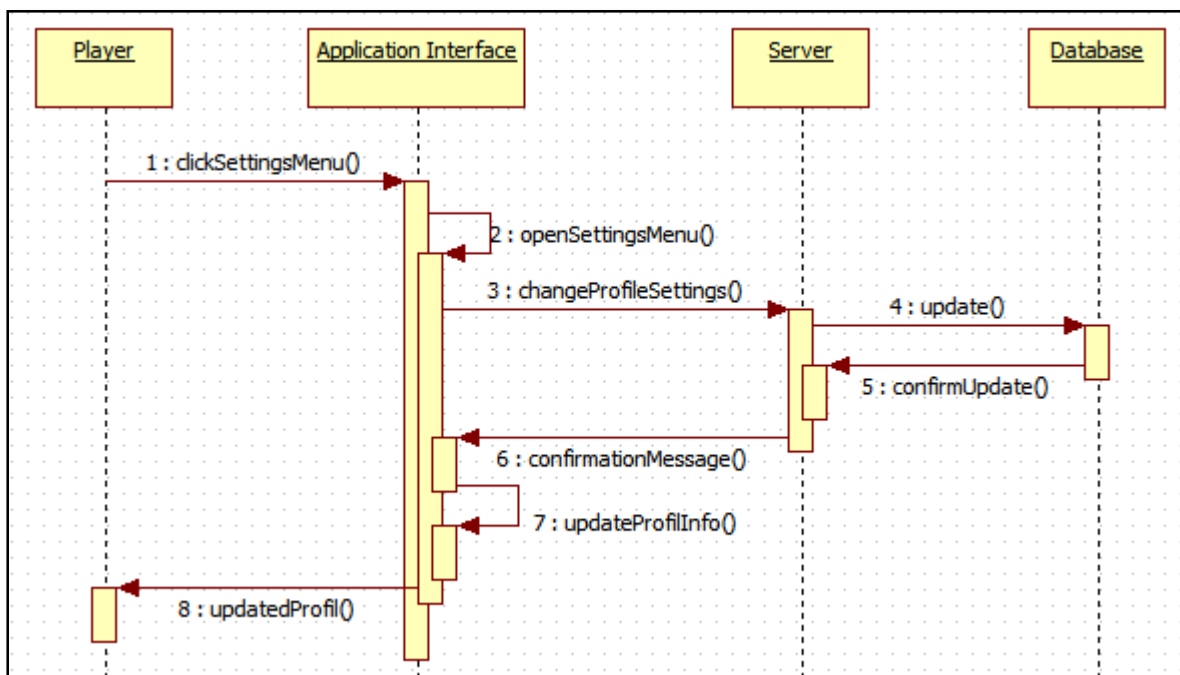 Player
Application Interface
Server
Database
1 : clickSettingsMenu()
2 : openSettingsMenu()
3 : changeProfileSettings()
4 : update()
5 : confirmUpdate()
6 : confirmationMessage()
7 : updateProfilInfo()
8 : updatedProfil()